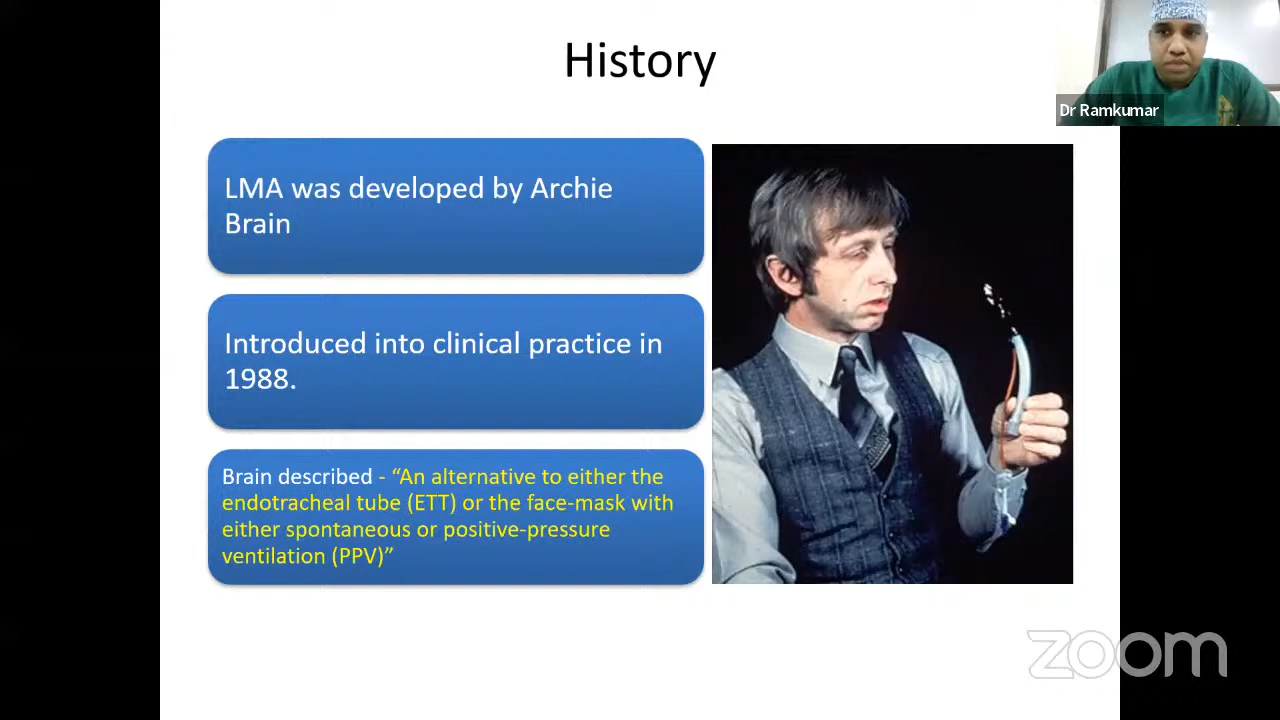 History
Dr Ramkumar
LMA was developed by Archie
Brain
Introduced into clinical practice in
1988.
Brain described - “An alternative to either the
endotracheal tube (ETT) or the face-mask with
either spontaneous or positive-pressure
ventilation (PPV)”
zoom